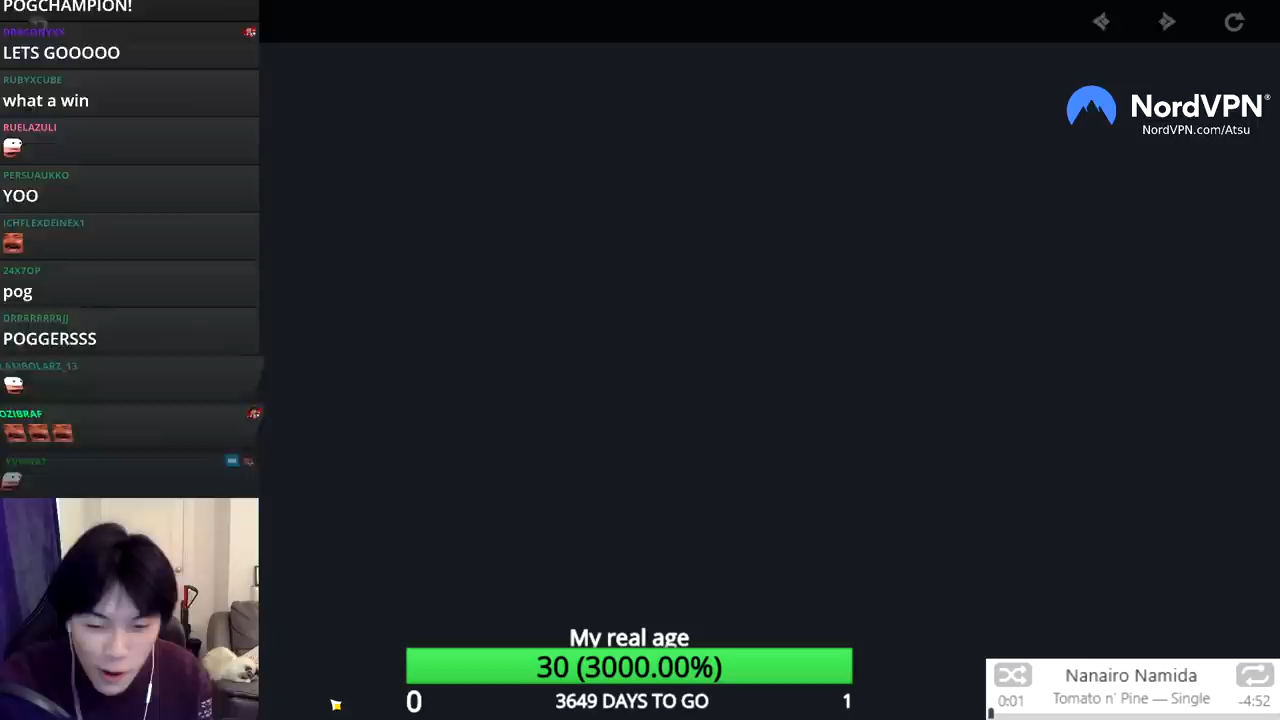 POGCHAMPION!
LETS GOOOOO
RUBYXCUBE
what a win
RUELAZULI
PERSUAUKKO
YOO
ICHFLEXDEINEX1
24X7OP
pog
DRRRRRRRRJJ
POGGERSSS
LAMBOLARZ_13
OZIBRAF
NordVPN®
NordVPN.com/Atsu
My real age
30 (3000.00%)
0
3649 DAYS TO GO
1
Nanairo Namida
Tomato n' Pine — Single
0:01
-4:52